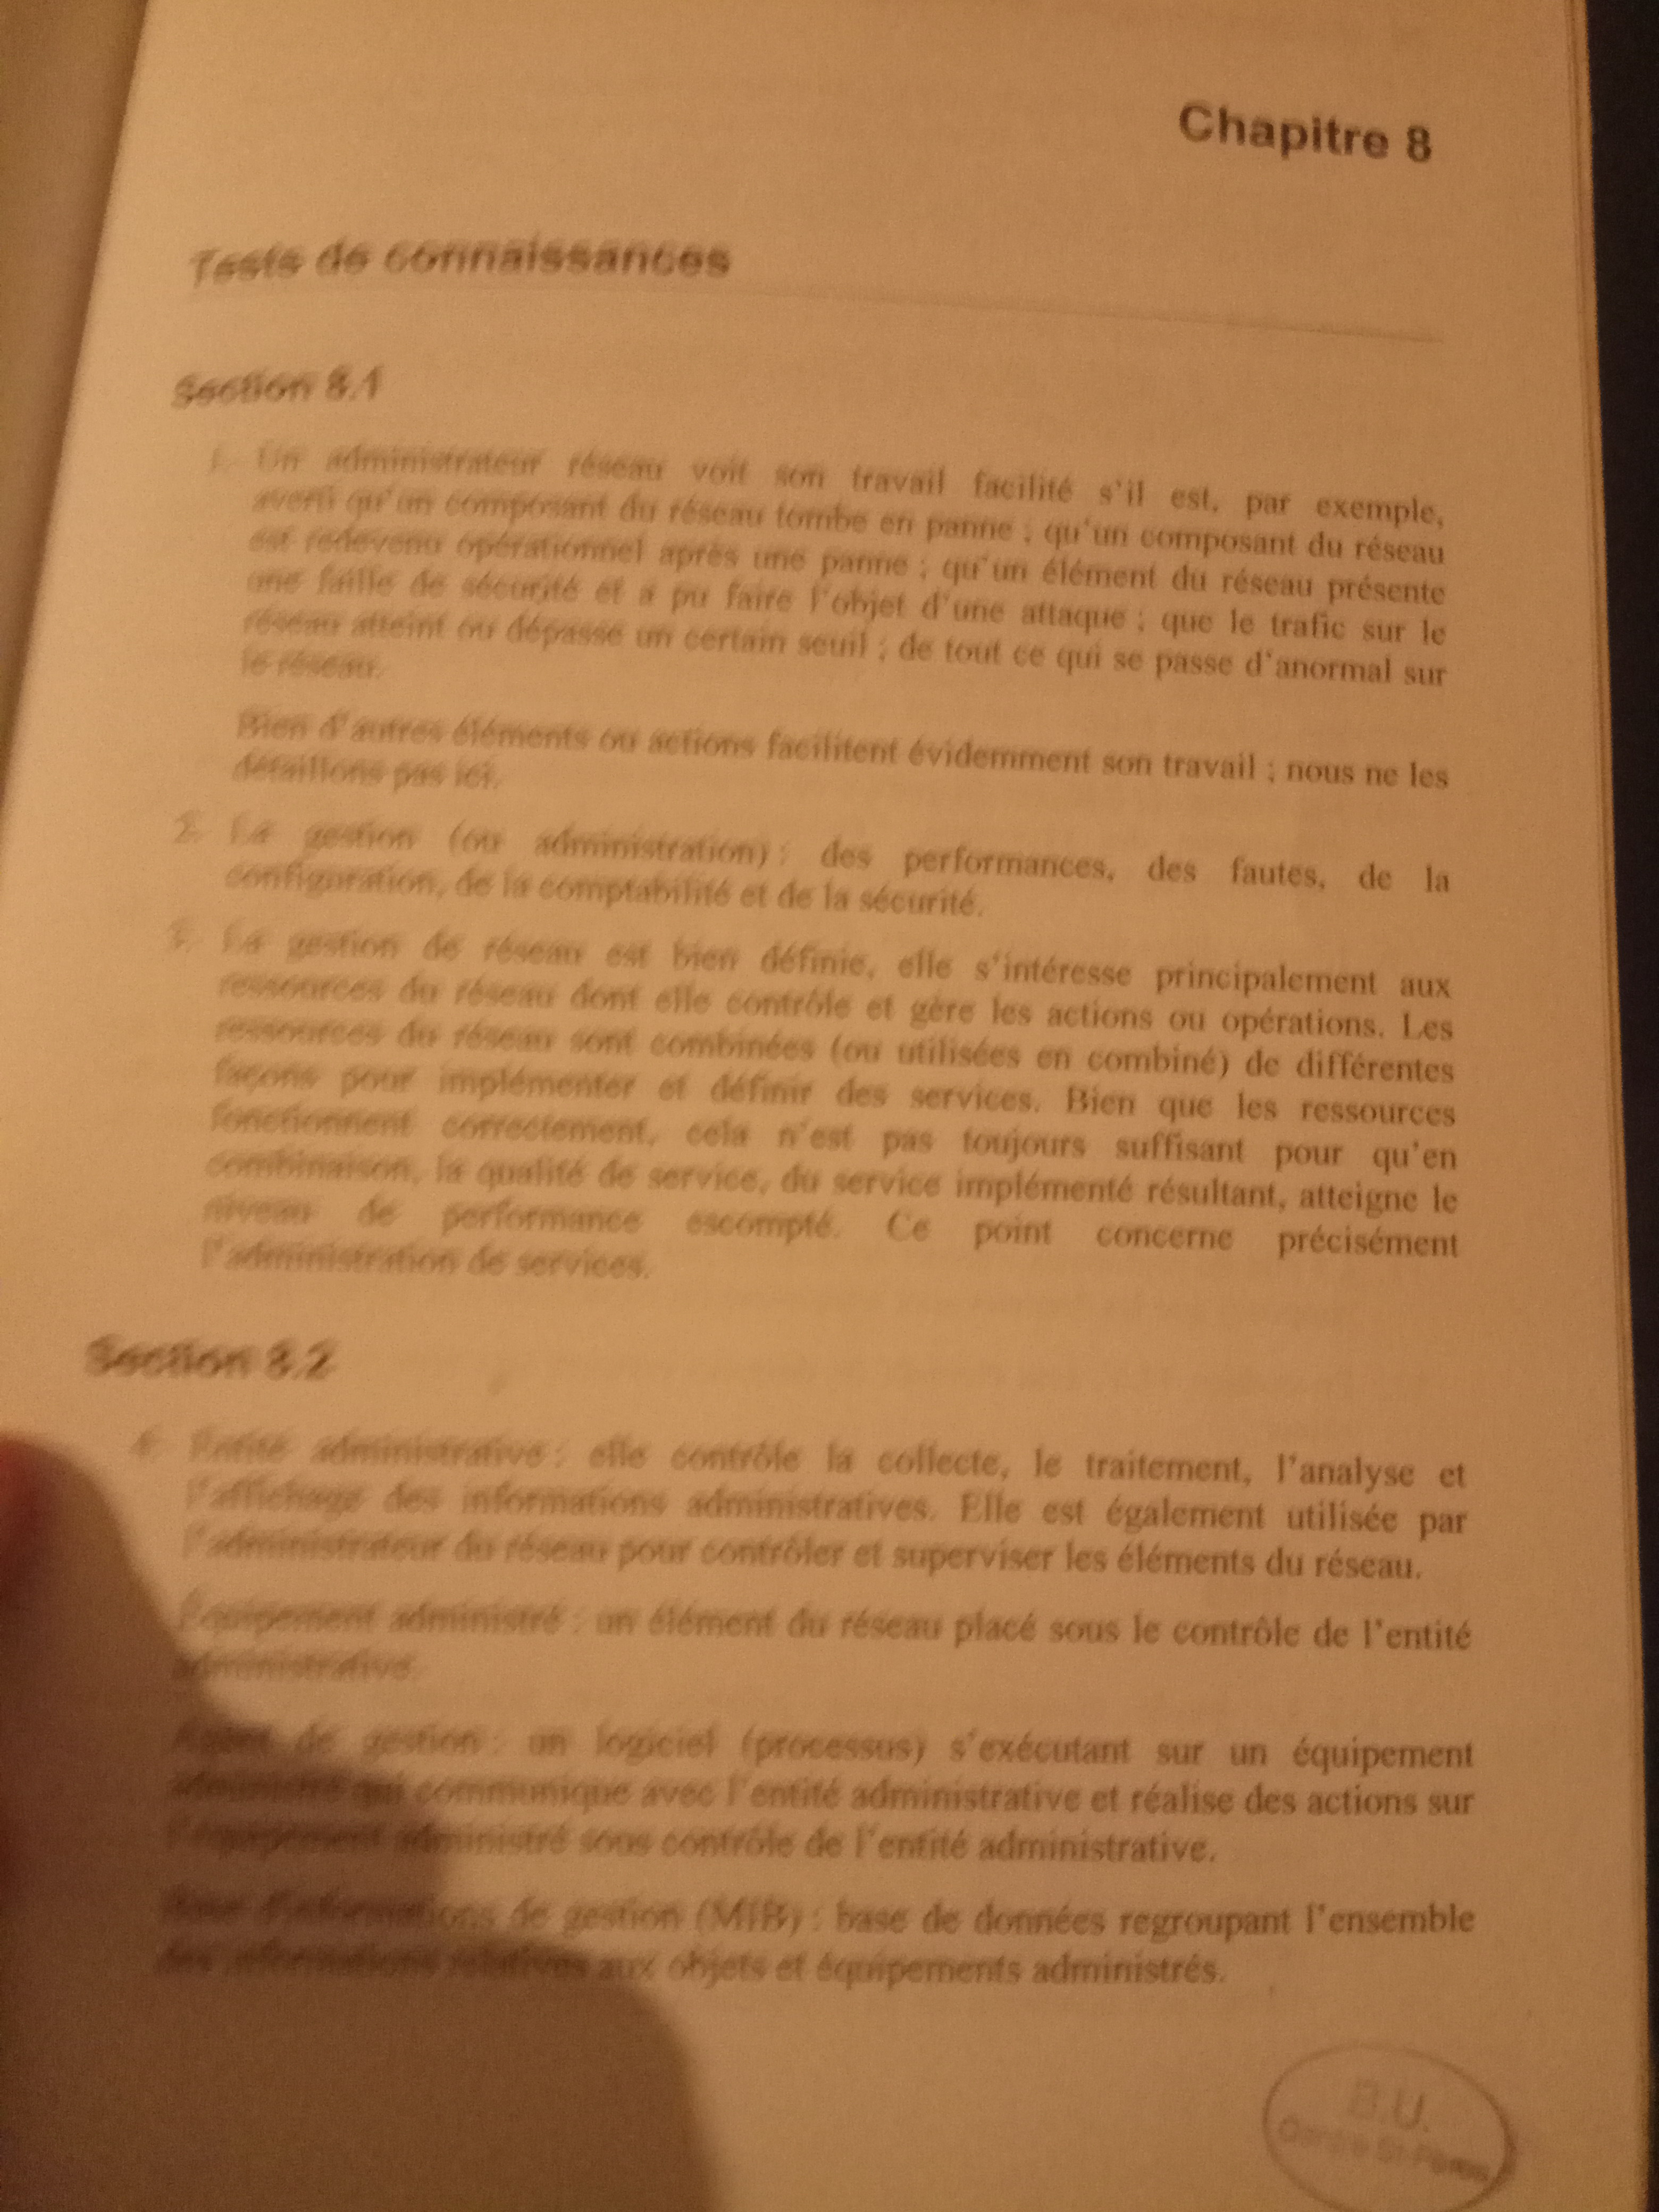 Chapitre 8
Tests de connaissances
Section 8.1
1. Un administrateur réseau voit son travail facilité s'il est, par exemple,
averti qu'un composant du réseau tombe en panne ; qu'un composant du réseau
est redevenu opérationnel après une panne ; qu'un élément du réseau présente
une faille de sécurité et a pu faire l'objet d'une attaque ; que le trafic sur le
réseau atteint ou dépasse un certain seuil ; de tout ce qui se passe d'anormal sur
le réseau.
Bien d'autres éléments ou actions facilitent évidemment son travail ; nous ne les
détaillons pas ici.
2. La gestion (ou administration) : des performances, des fautes, de la
configuration, de la comptabilité et de la sécurité.
3. La gestion de réseau est bien définie, elle s'intéresse principalement aux
ressources du réseau dont elle contrôle et gère les actions ou opérations. Les
ressources du réseau sont combinées (ou utilisées en combiné) de différentes
façons pour implémenter et définir des services. Bien que les ressources
fonctionnent correctement, cela n'est pas toujours suffisant pour qu'en
combinaison, la qualité de service, du service implémenté résultant, atteigne le
niveau de performance escompté. Ce point concerne précisément
l'administration de services.
Section 8.2
4. Entité administrative : elle contrôle la collecte, le traitement, l'analyse et
l'affichage des informations administratives. Elle est également utilisée par
l'administrateur du réseau pour contrôler et superviser les éléments du réseau.
Équipement administré : un élément du réseau placé sous le contrôle de l'entité
administrative.
Agent de gestion : un logiciel (processus) s'exécutant sur un équipement
administré qui communique avec l'entité administrative et réalise des actions sur
l'équipement administré sous contrôle de l'entité administrative.
Base d'informations de gestion (MIB) : base de données regroupant l'ensemble
des informations relatives aux objets et équipements administrés.
B.U.